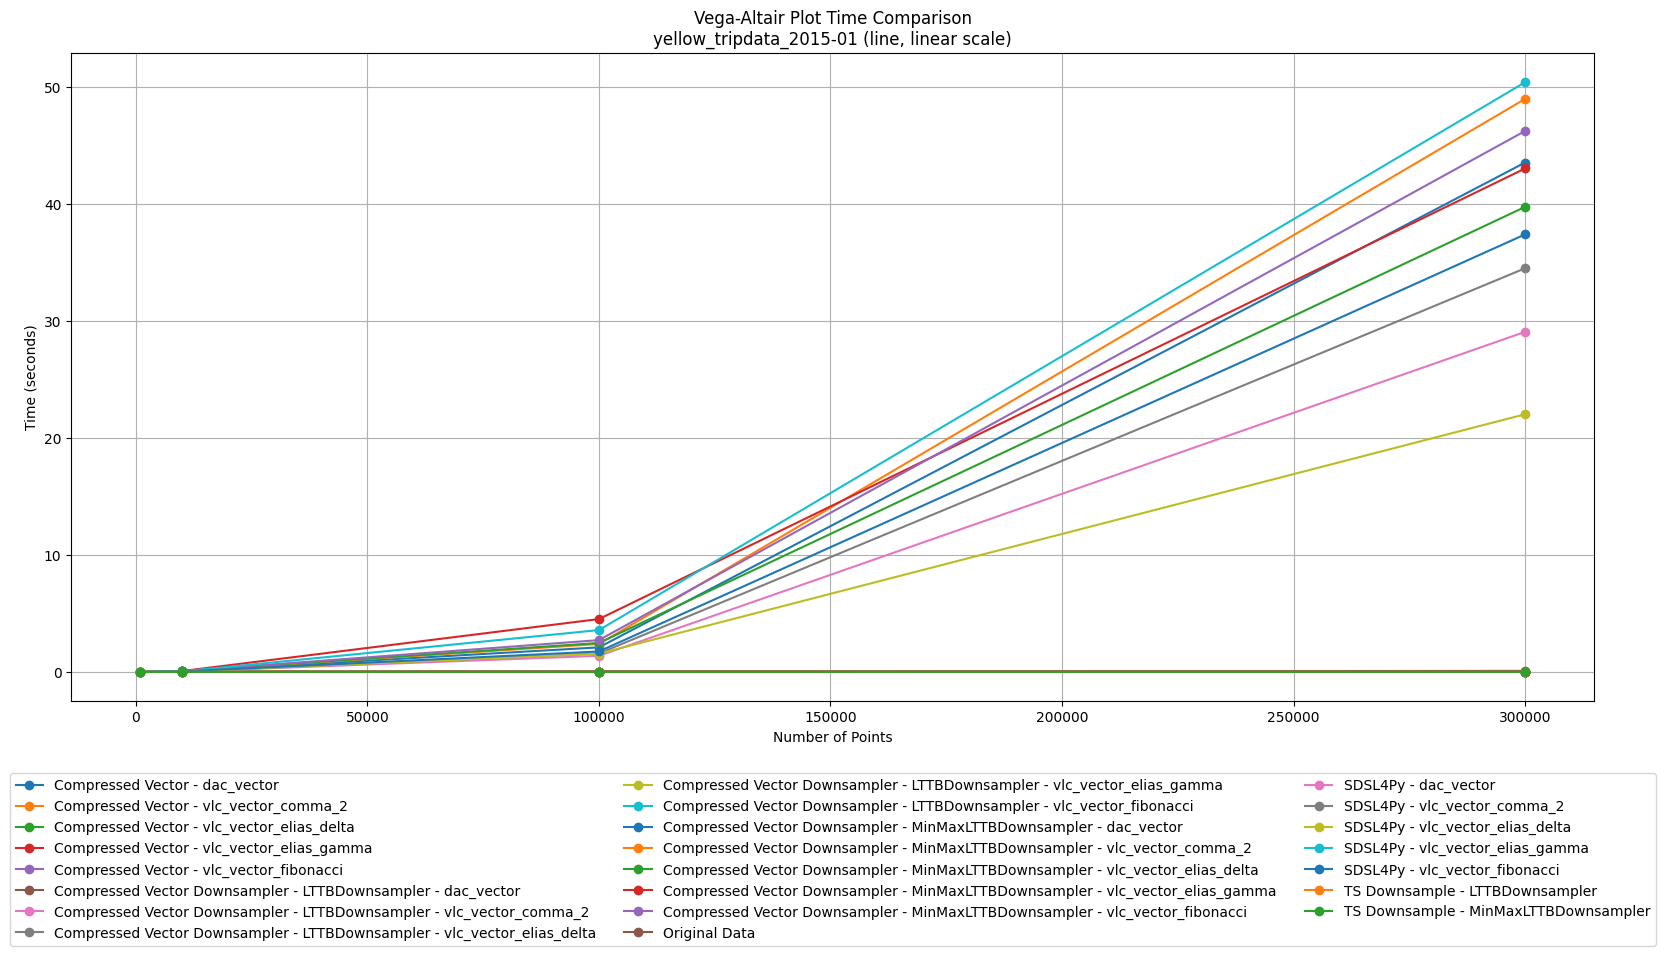 Vega-Altair Plot Time Comparison
yellow_tripdata_2015-01 (line, linear scale)
50
40
30
20
10
0
Time (seconds)
0 50000 100000 150000 200000 250000 300000
Number of Points
Compressed Vector - dac_vector
Compressed Vector - vlc_vector_comma_2
Compressed Vector - vlc_vector_elias_delta
Compressed Vector - vlc_vector_elias_gamma
Compressed Vector - vlc_vector_fibonacci
Compressed Vector Downsampler - LTTBDownsampler - dac_vector
Compressed Vector Downsampler - LTTBDownsampler - vlc_vector_comma_2
Compressed Vector Downsampler - LTTBDownsampler - vlc_vector_elias_delta
Compressed Vector Downsampler - LTTBDownsampler - vlc_vector_elias_gamma
Compressed Vector Downsampler - LTTBDownsampler - vlc_vector_fibonacci
Compressed Vector Downsampler - MinMaxLTTBDownsampler - dac_vector
Compressed Vector Downsampler - MinMaxLTTBDownsampler - vlc_vector_comma_2
Compressed Vector Downsampler - MinMaxLTTBDownsampler - vlc_vector_elias_delta
Compressed Vector Downsampler - MinMaxLTTBDownsampler - vlc_vector_elias_gamma
Compressed Vector Downsampler - MinMaxLTTBDownsampler - vlc_vector_fibonacci
Original Data
SDSL4Py - dac_vector
SDSL4Py - vlc_vector_comma_2
SDSL4Py - vlc_vector_elias_delta
SDSL4Py - vlc_vector_elias_gamma
SDSL4Py - vlc_vector_fibonacci
TS Downsample - LTTBDownsampler
TS Downsample - MinMaxLTTBDownsampler